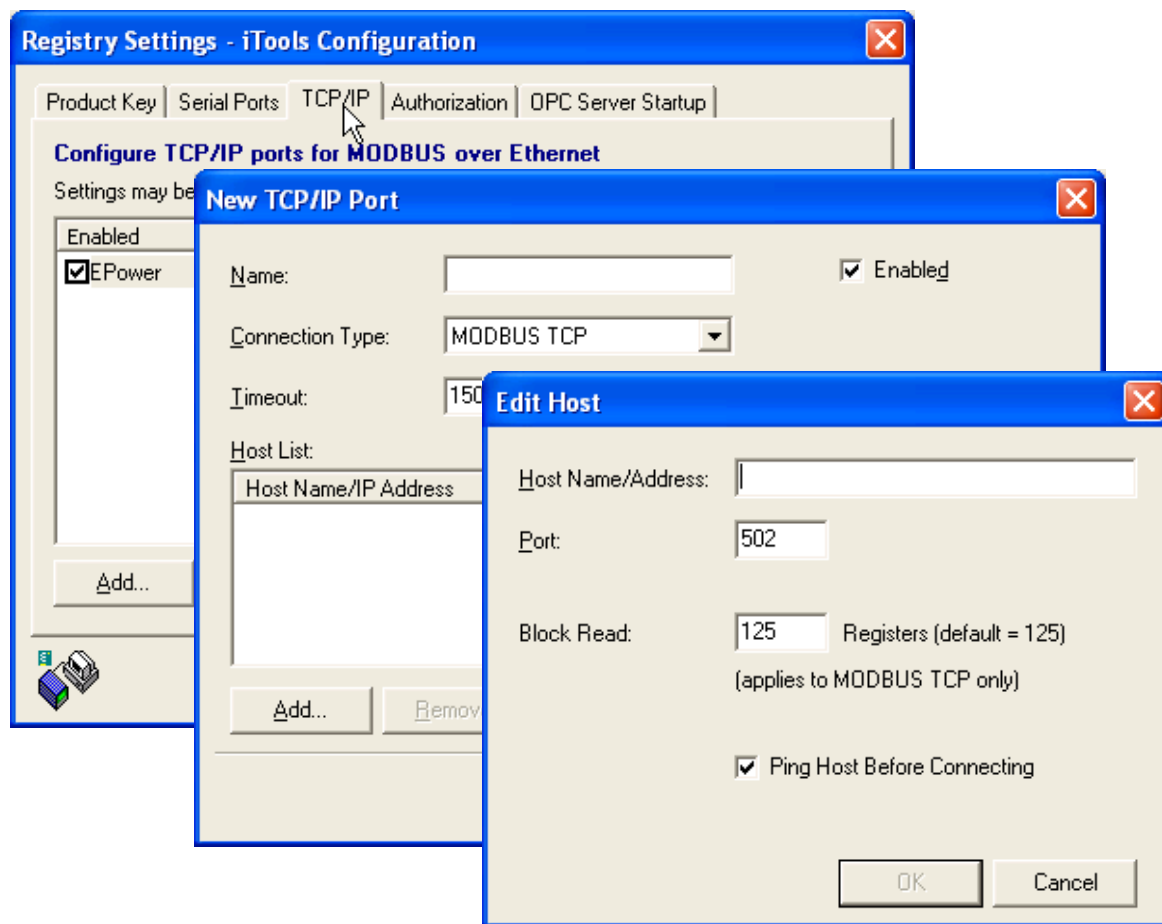 Registry Settings - iTools Configuration
Product Key Serial Ports TCP/IP Authorization OPC Server Startup
Configure TCP/IP ports for MODBUS over Ethernet
Settings may be
Enabled
EPower
Add...
New TCP/IP Port
Name:
Enabled
Connection Type: MODBUS TCP
Timeout: 150
Host List:
Host Name/IP Address
Add... Remov
Edit Host
Host Name/Address:
Port: 502
Block Read: 125 Registers (default = 125)
(applies to MODBUS TCP only)
Ping Host Before Connecting
OK Cancel